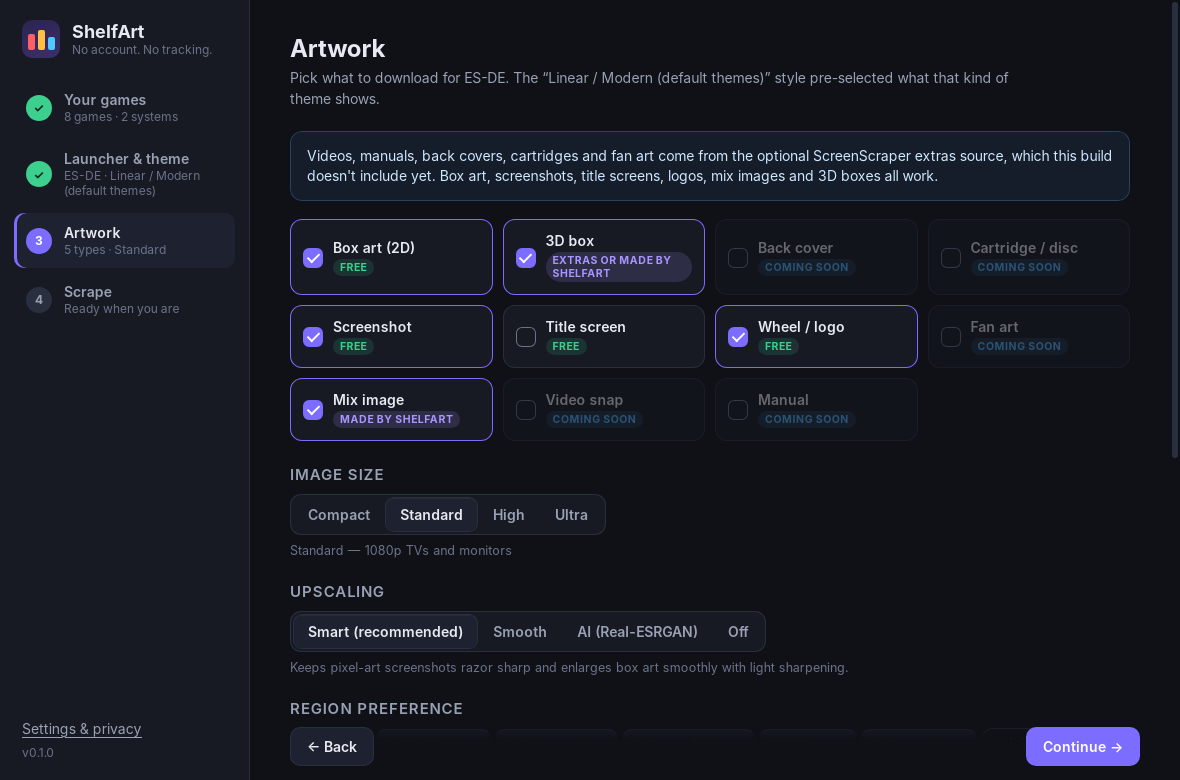 ShelfArt
No account. No tracking.
Your games
8 games · 2 systems
Launcher & theme
ES-DE · Linear / Modern
(default themes)
3
Artwork
5 types · Standard
4
Scrape
Ready when you are
Settings & privacy
v0.1.0
Artwork
Pick what to download for ES-DE. The “Linear / Modern (default themes)” style pre-selected what that kind of
theme shows.
Videos, manuals, back covers, cartridges and fan art come from the optional ScreenScraper extras source, which this build
doesn't include yet. Box art, screenshots, title screens, logos, mix images and 3D boxes all work.
Box art (2D)
FREE
3D box
EXTRAS OR MADE BY
SHELFART
Back cover
COMING SOON
Cartridge / disc
COMING SOON
Screenshot
FREE
Title screen
FREE
Wheel / logo
FREE
Fan art
COMING SOON
Mix image
MADE BY SHELFART
Video snap
COMING SOON
Manual
COMING SOON
IMAGE SIZE
Compact Standard High Ultra
Standard — 1080p TVs and monitors
UPSCALING
Smart (recommended) Smooth AI (Real-ESRGAN) Off
Keeps pixel-art screenshots razor sharp and enlarges box art smoothly with light sharpening.
REGION PREFERENCE
← Back
Continue →